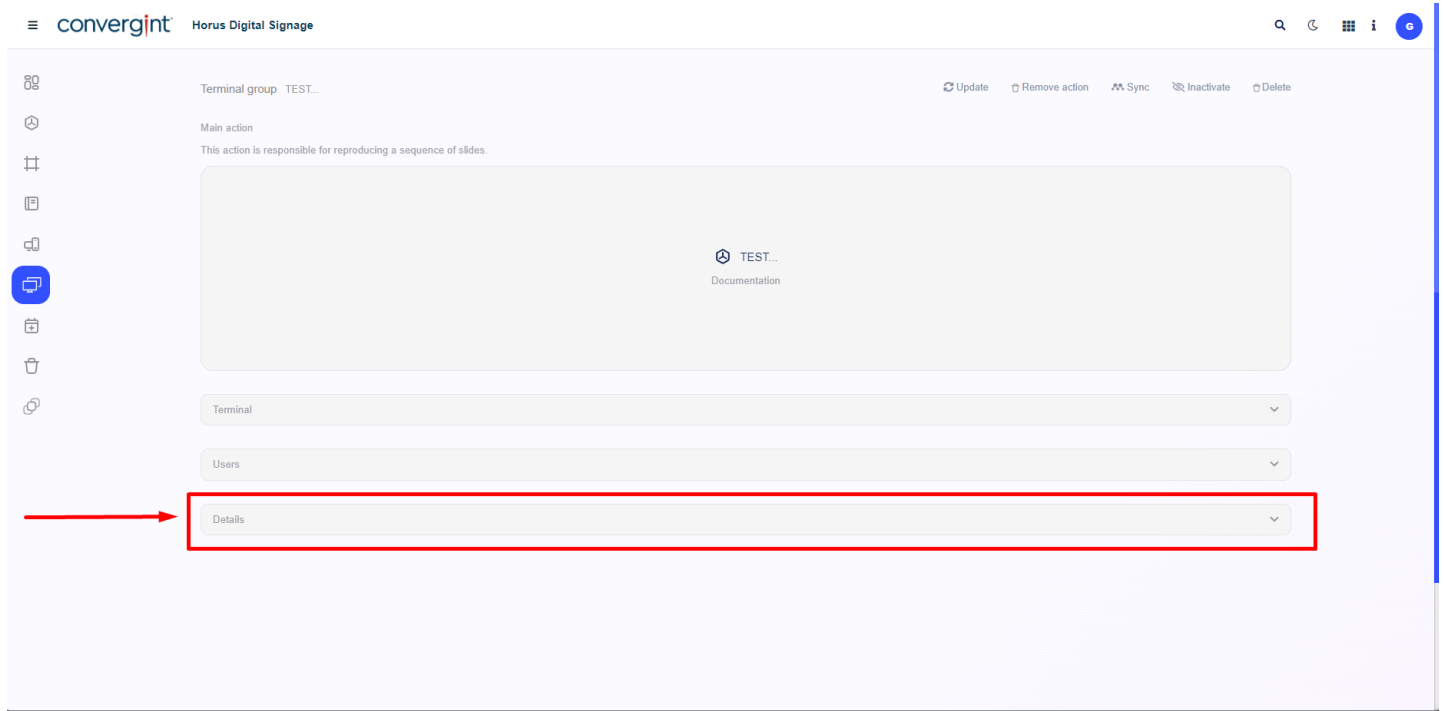 convergint Horus Digital Signage G
Terminal group TEST... Update Remove action Sync Inactivate Delete
Main action
This action is responsible for reproducing a sequence of slides.
TEST...
Documentation
Terminal
Users
Details